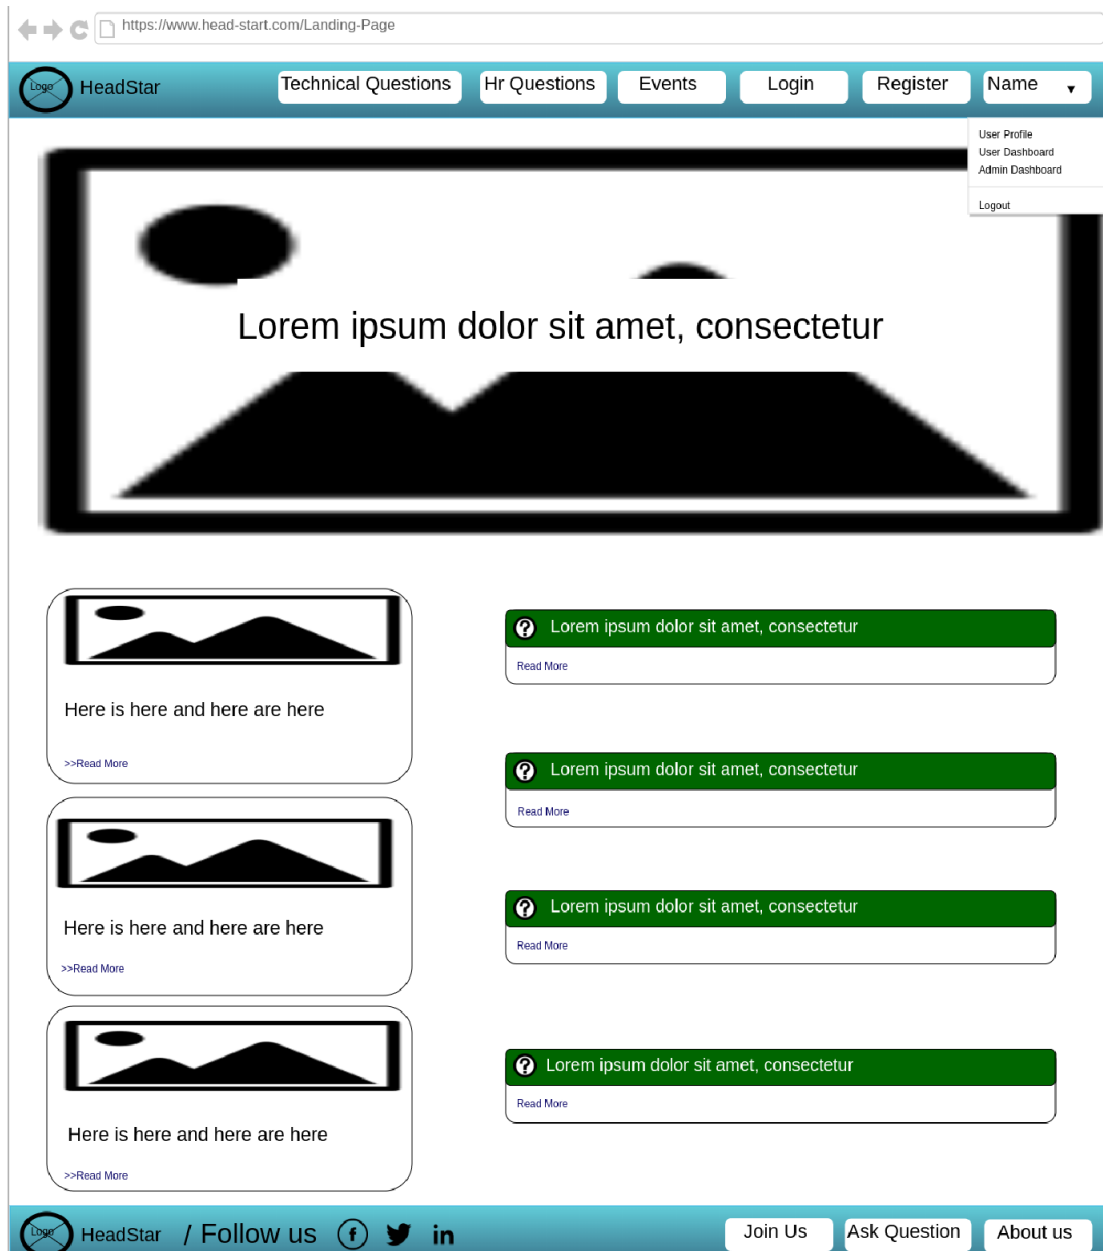 https://www.head-start.com/Landing-Page
Logo HeadStar Technical Questions Hr Questions Events Login Register Name ▼
User Profile
User Dashboard
Admin Dashboard
Logout
Lorem ipsum dolor sit amet, consectetur
Here is here and here are here
>>Read More
Here is here and here are here
>>Read More
Here is here and here are here
>>Read More
? Lorem ipsum dolor sit amet, consectetur
Read More
? Lorem ipsum dolor sit amet, consectetur
Read More
? Lorem ipsum dolor sit amet, consectetur
Read More
? Lorem ipsum dolor sit amet, consectetur
Read More
Logo HeadStar / Follow us f in Join Us Ask Question About us